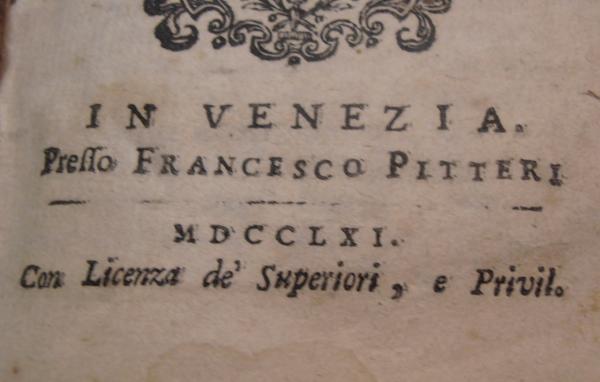 IN VENEZIA.
Preſſo FRANCESCO PITTERI
MDCCLXI.
Con Licenza de' Superiori, e Privil.